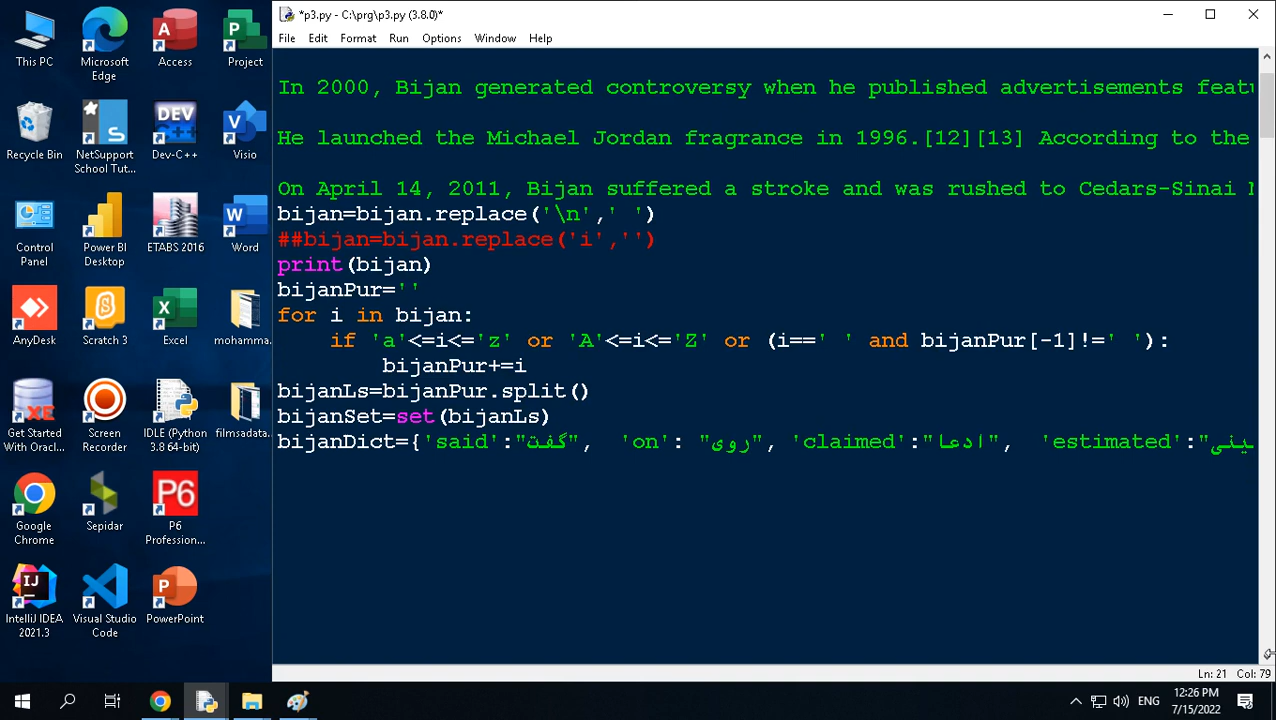 *p3.py - C:\prg\p3.py (3.8.0)*
File Edit Format Run Options Window Help
In 2000, Bijan generated controversy when he published advertisements
He launched the Michael Jordan fragrance in 1996.[12][13] According to the
On April 14, 2011, Bijan suffered a stroke and was rushed to Cedars-Sinai
bijan=bijan.replace('\n',' ')
##bijan=bijan.replace('i','')
print(bijan)
bijanPur=''
for i in bijan:
    if 'a'<=i<='z' or 'A'<=i<='Z' or (i==' ' and bijanPur[-1]!=' '):
        bijanPur+=i
bijanLs=bijanPur.split()
bijanSet=set(bijanLs)
bijanDict={'said':"گفت", 'on': "روی", 'claimed':"ادعا", 'estimated':"
Ln: 21 Col: 79
This PC
Microsoft Edge
Access
Project
Recycle Bin
NetSupport School Tut...
DEV
Dev-C++
Visio
Control Panel
Power BI Desktop
ETABS 2016
Word
AnyDesk
Scratch 3
Excel
mohamma...
XE
Get Started With Oracl...
Screen Recorder
IDLE (Python 3.8 64-bit)
filmsadata...
Google Chrome
Sepidar
P6
P6 Profession...
IJ
IntelliJ IDEA 2021.3
Visual Studio Code
PowerPoint
ENG
12:26 PM
7/15/2022